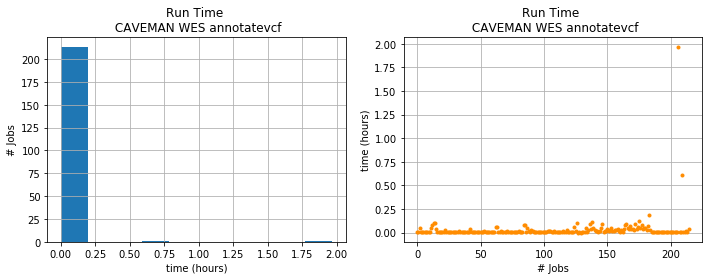 Run Time
CAVEMAN WES annotatevcf
# Jobs
200
175
150
125
100
75
50
25
0
0.00 0.25 0.50 0.75 1.00 1.25 1.50 1.75 2.00
time (hours)
Run Time
CAVEMAN WES annotatevcf
time (hours)
2.00
1.75
1.50
1.25
1.00
0.75
0.50
0.25
0.00
0 50 100 150 200
# Jobs